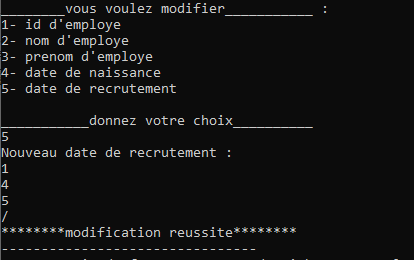 ________vous voulez modifier___________ :
1- id d'employe
2- nom d'employe
3- prenom d'employe
4- date de naissance
5- date de recrutement
___________donnez votre choix__________
5
Nouveau date de recrutement :
1
4
5
/
********modification reussite********
--------------------------------